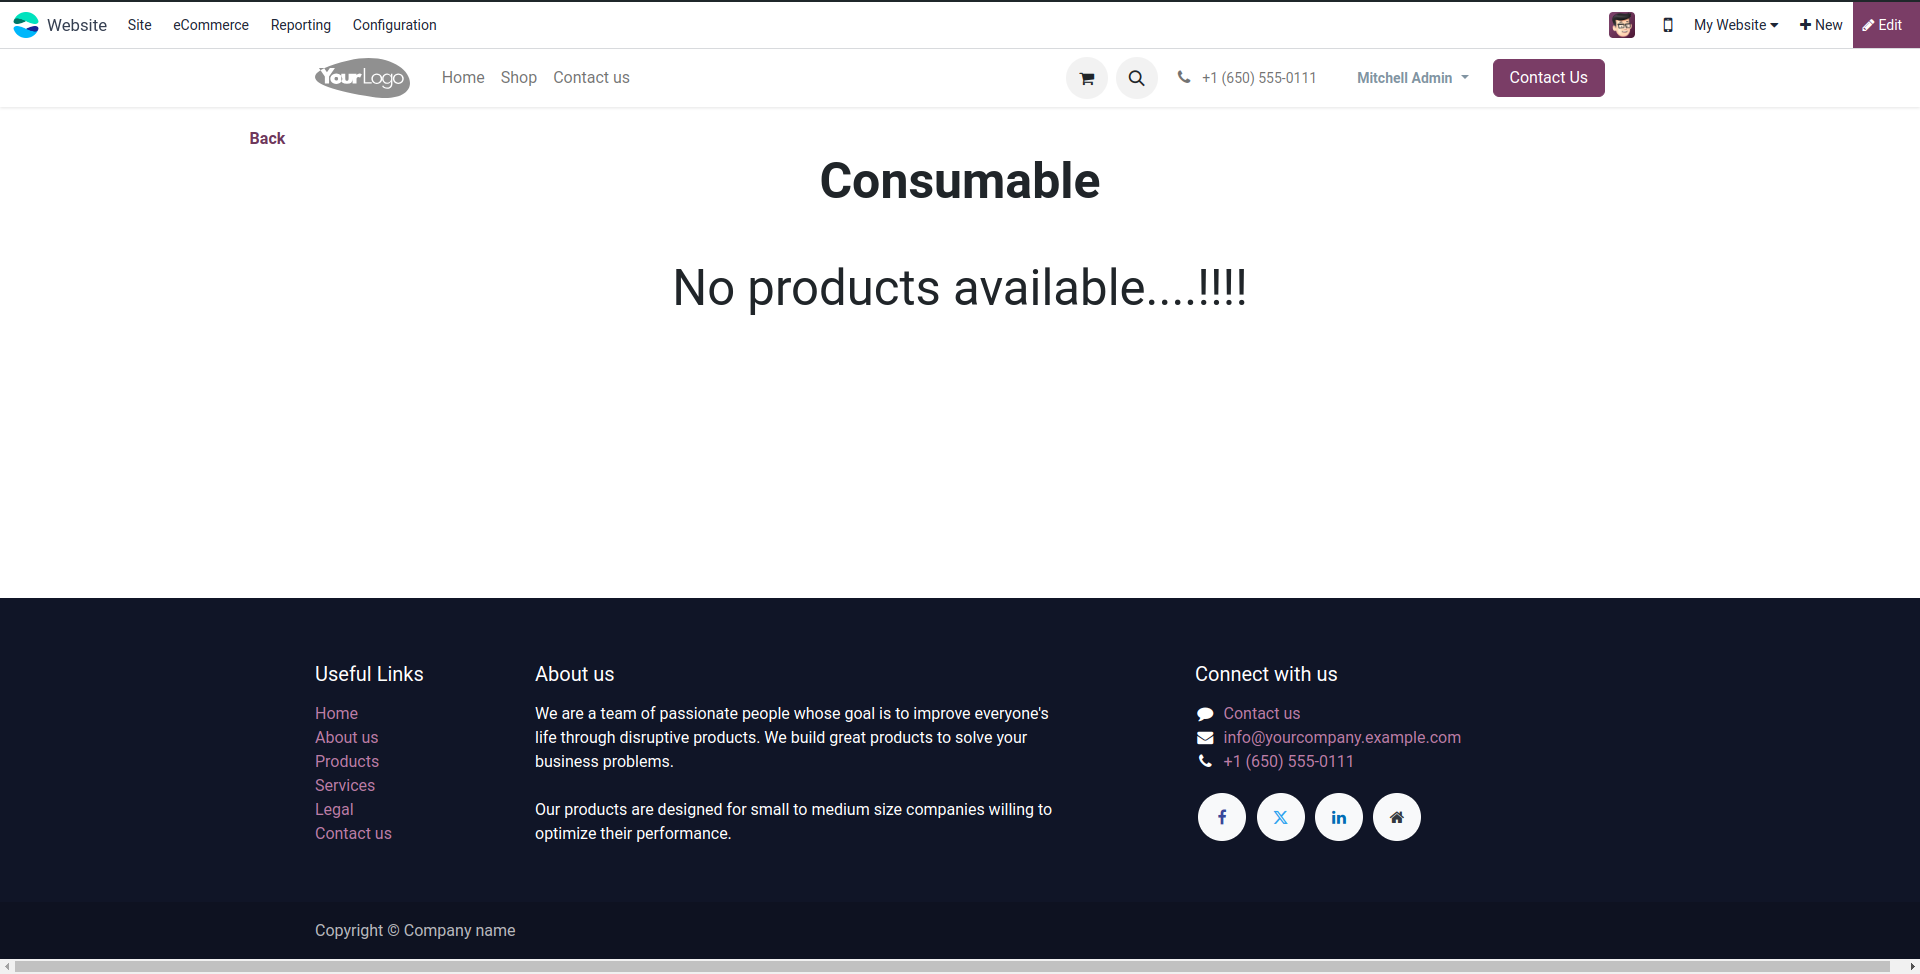 Website Site eCommerce Reporting Configuration My Website New Edit
YourLogo Home Shop Contact us +1 (650) 555-0111 Mitchell Admin Contact Us
Back
Consumable
No products available....!!!!
Useful Links
Home
About us
Products
Services
Legal
Contact us
About us
We are a team of passionate people whose goal is to improve everyone's
life through disruptive products. We build great products to solve your
business problems.
Our products are designed for small to medium size companies willing to
optimize their performance.
Connect with us
Contact us
info@yourcompany.example.com
+1 (650) 555-0111
Copyright © Company name